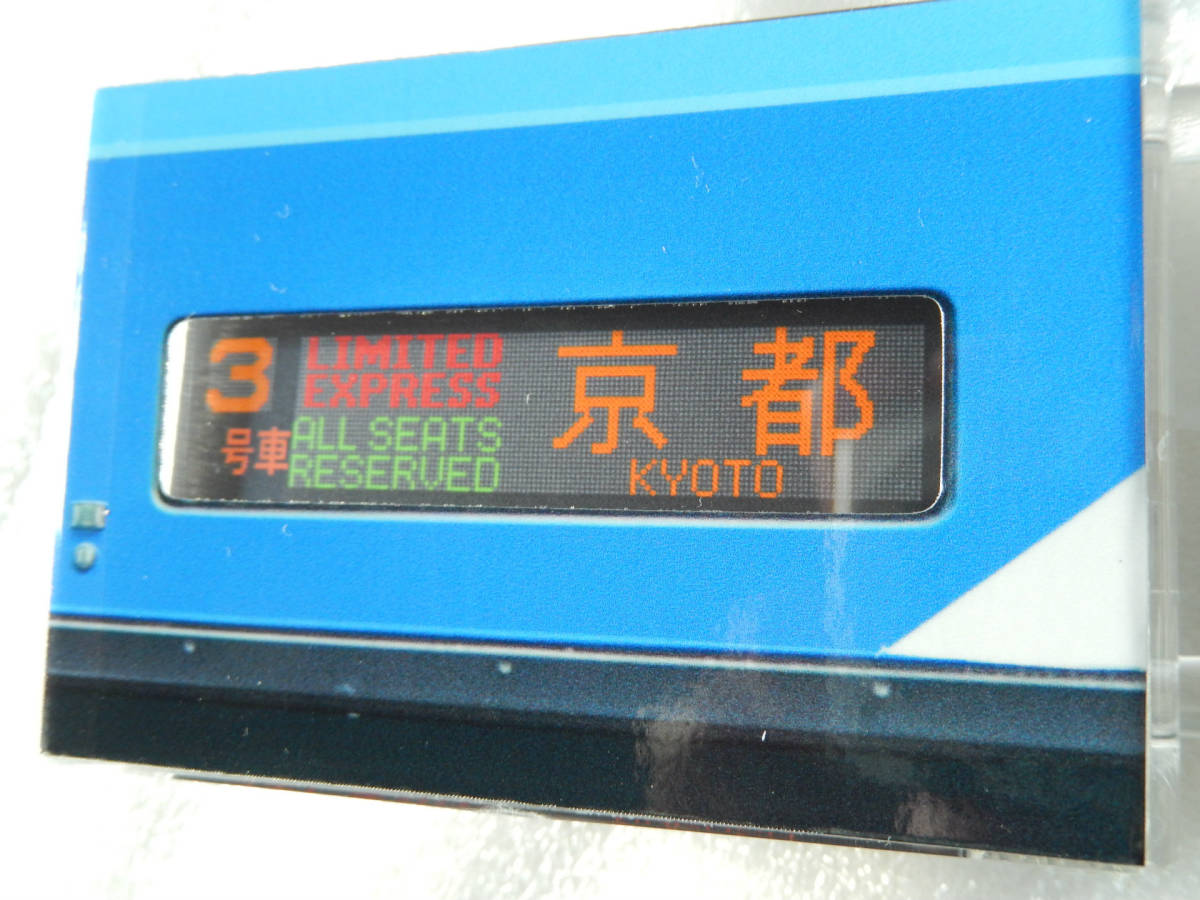 3
号車
LIMITED
EXPRESS
ALL SEATS
RESERVED
京都
KYOTO